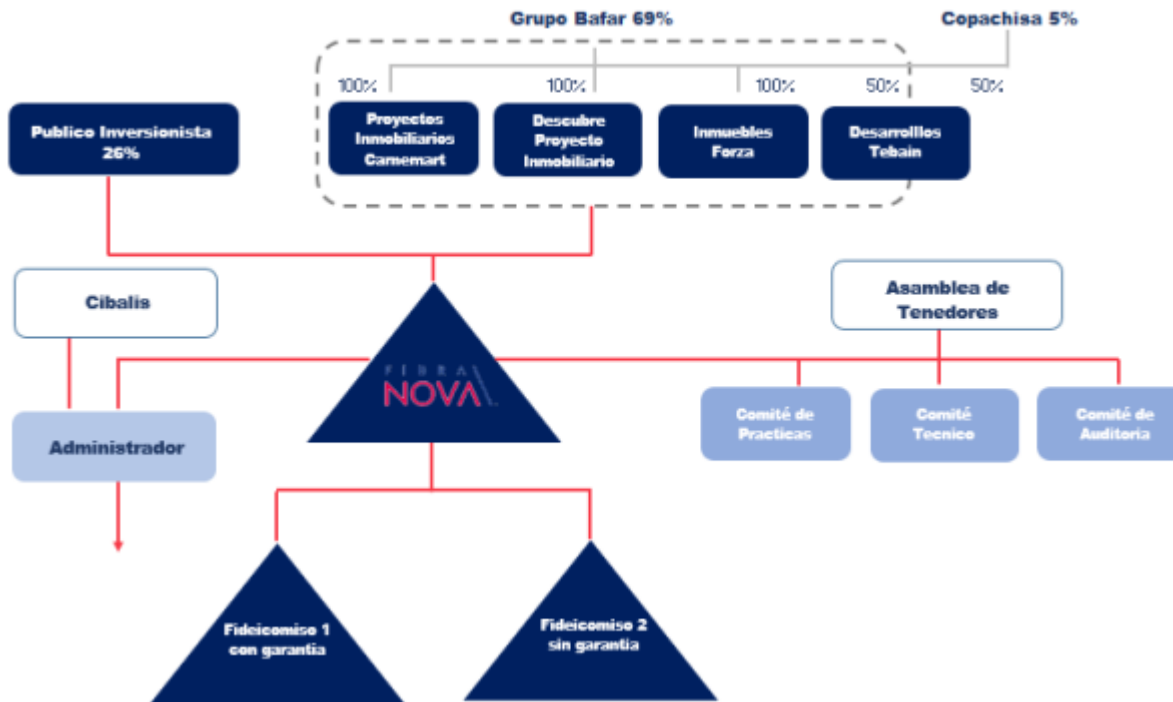 Grupo Bafar 69%
Copachisa 5%
100%
100%
100%
50%
50%
Publico Inversionista
26%
Proyectos
Inmobiliarios
Carnemart
Descubre
Proyecto
Inmobiliario
Inmuebles
Forza
Desarrolllos
Tebain
Cibalis
Asamblea de
Tenedores
FIBRA
NOVA
Administrador
Comité de
Practicas
Comité
Tecnico
Comité de
Auditoria
Fideicomiso 1
con garantia
Fideicomiso 2
sin garantia